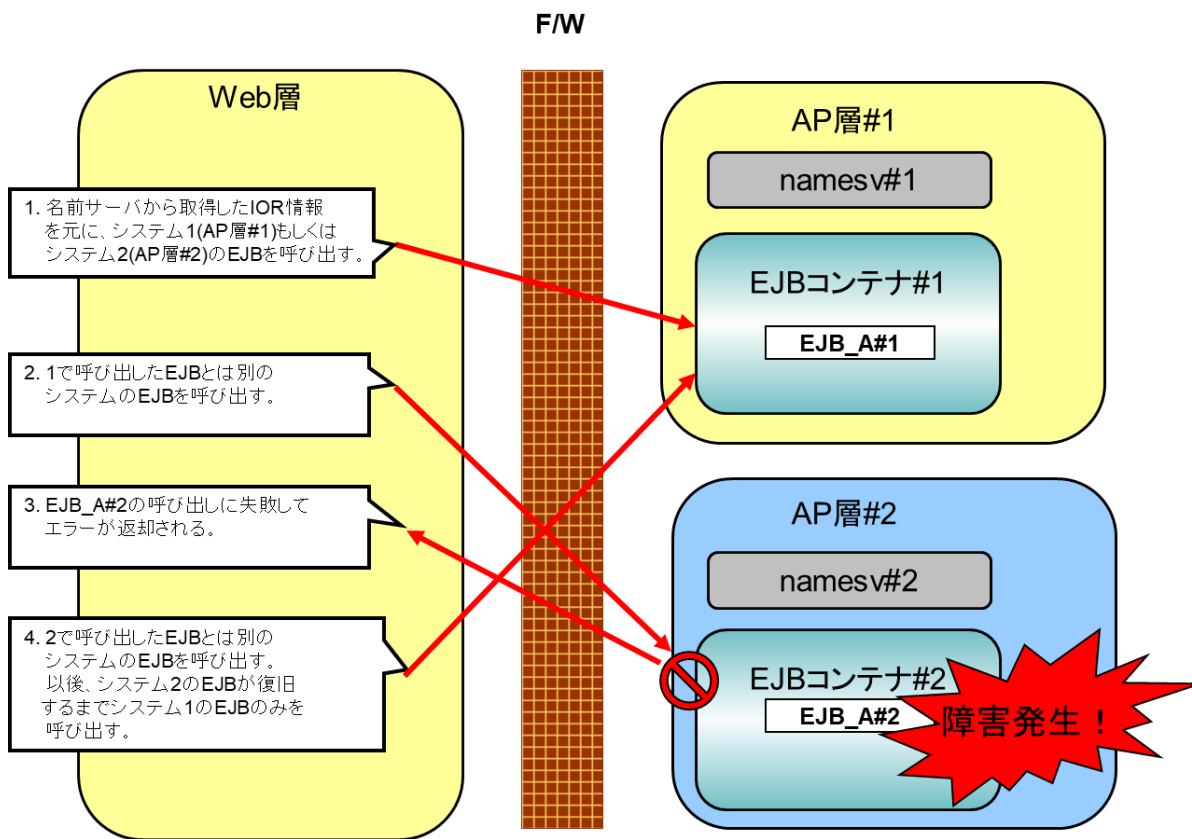 F/W
Web層
1. 名前サーバから取得したIOR情報
を元に、システム1(AP層#1)もしくは
システム2(AP層#2)のEJBを呼び出す。
2. 1で呼び出したEJBとは別の
システムのEJBを呼び出す。
3. EJB_A#2の呼び出しに失敗して
エラーが返却される。
4. 2で呼び出したEJBとは別の
システムのEJBを呼び出す。
以後、システム2のEJBが復旧
するまでシステム1のEJBのみを
呼び出す。
AP層#1
namesv#1
EJBコンテナ#1
EJB_A#1
AP層#2
namesv#2
EJBコンテナ#2
EJB_A#2
障害発生！